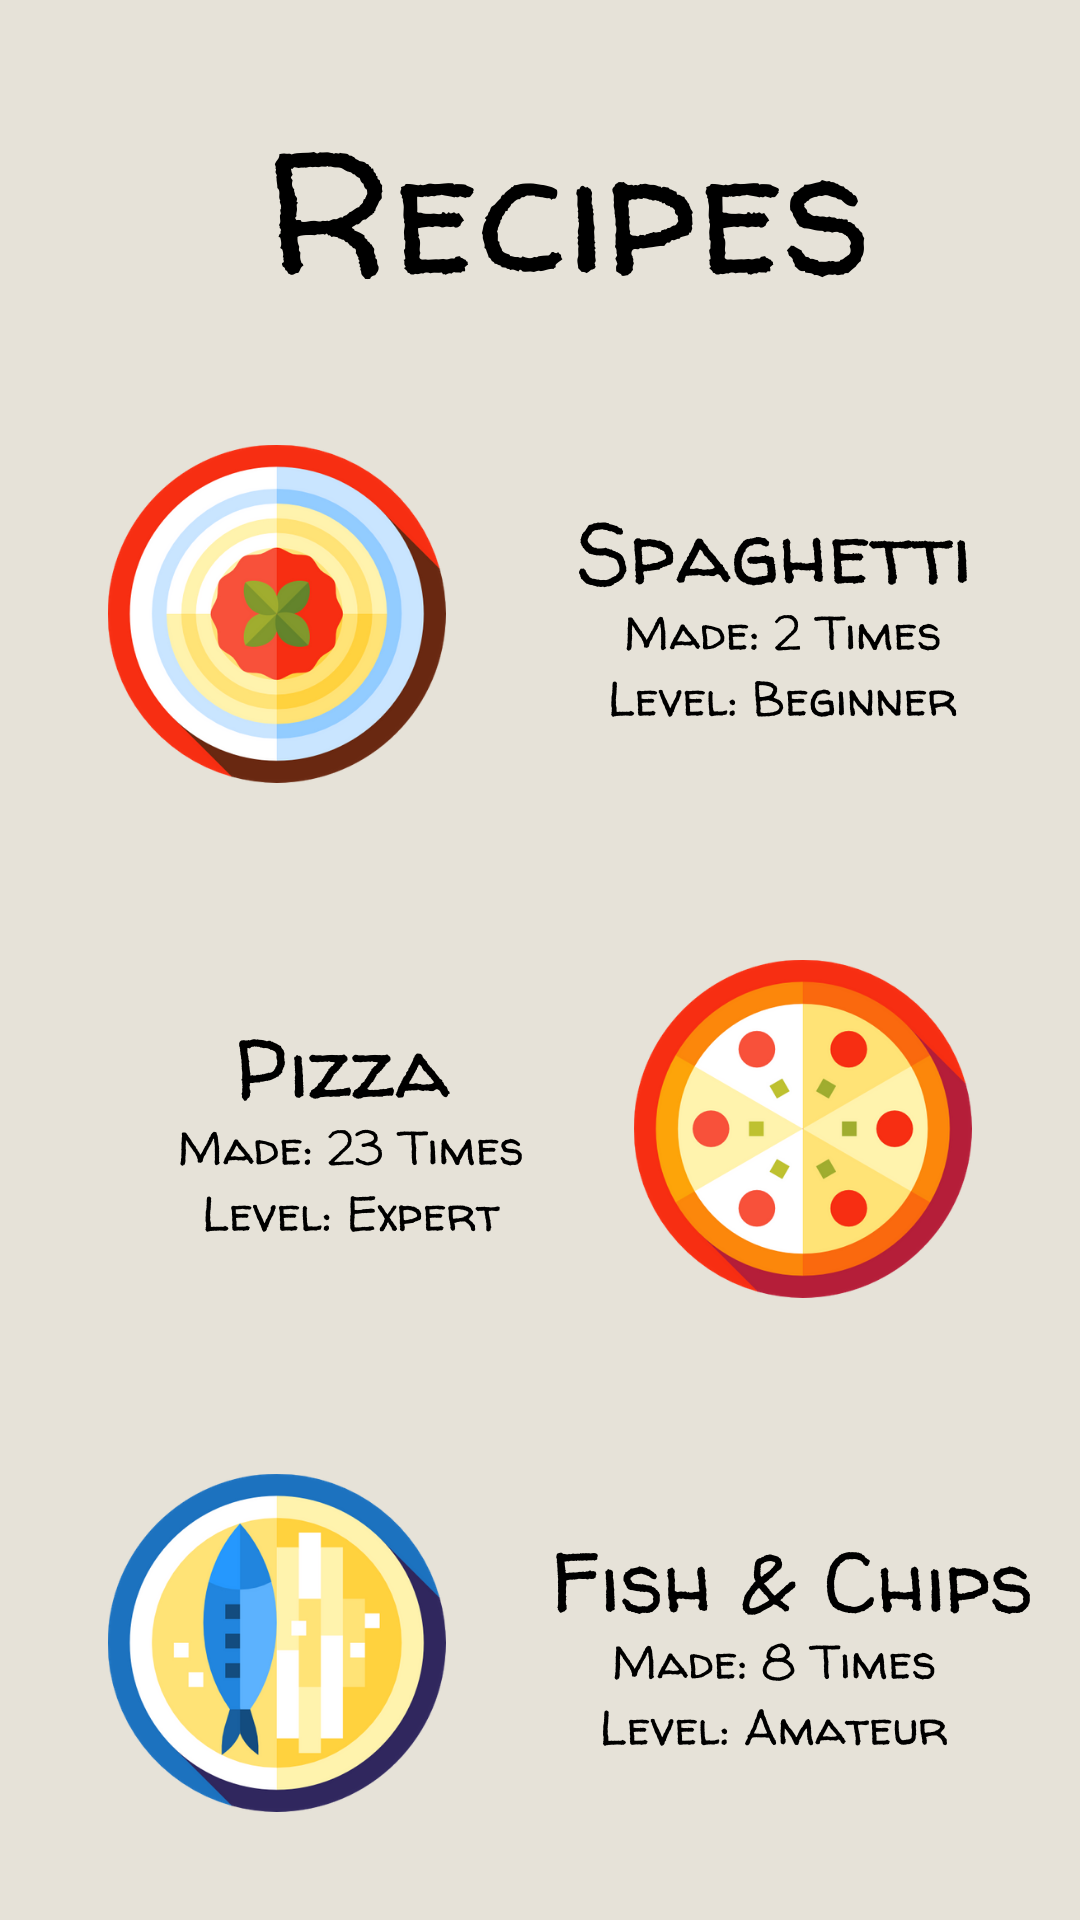 Recipes
Spaghetti
Made: 2 Times
Level: Beginner
Pizza
Made: 23 Times
Level: Expert
Fish & Chips
Made: 8 Times
Level: Amateur